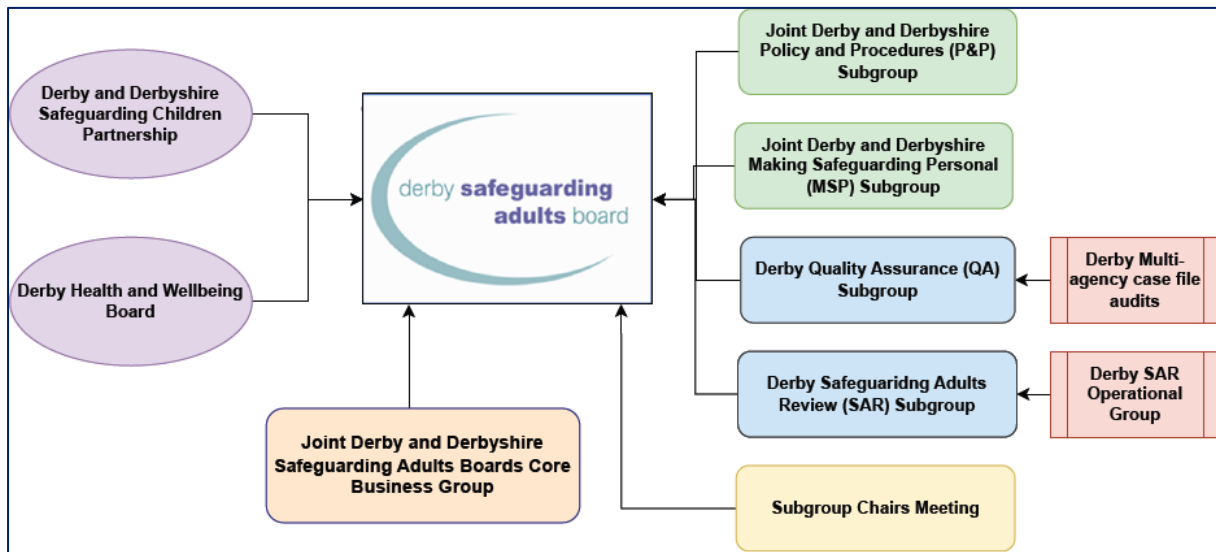 Derby and Derbyshire
Safeguarding Children
Partnership
Derby Health and Wellbeing
Board
derby safeguarding
adults board
Joint Derby and Derbyshire
Safeguarding Adults Boards Core
Business Group
Joint Derby and Derbyshire
Policy and Procedures (P&P)
Subgroup
Joint Derby and Derbyshire
Making Safeguarding Personal
(MSP) Subgroup
Derby Quality Assurance (QA)
Subgroup
Derby Multi-
agency case file
audits
Derby Safeguaridng Adults
Review (SAR) Subgroup
Derby SAR
Operational
Group
Subgroup Chairs Meeting